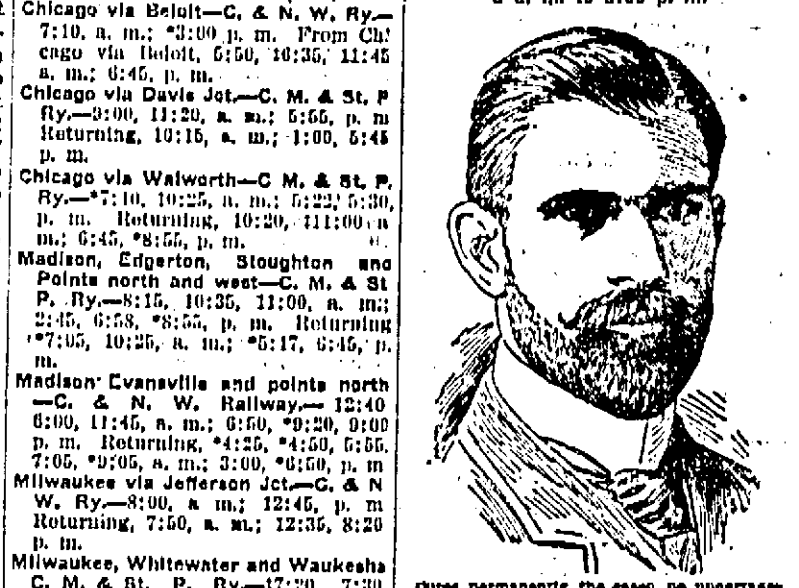 Chicago via Beloit—C. & N. W. Ry.—
7:10, a. m.; *3:00 p. m. From Chi
cago via Beloit, 5:50, 10:35, 11:45
a. m.; 6:45, p. m.
Chicago via Davis Jct.—C. M. & St. P
Ry.—9:00, 11:20, a. m.; 5:55, p. m
Returning, 10:15, a. m.; 1:00, 5:45
p. m.
Chicago via Walworth—C M. & St. P.
Ry.—*7:10, 10:25, a. m.; 5:22, 5:30,
p. m. Returning, 10:20, 11:00 a
m.; 6:45, *8:55, p. m.
Madison, Edgerton, Stoughton and
Points north and west—C. M. & St
P. Ry.—8:15, 10:35, 11:00, a. m.;
2:45, 6:58, *8:55, p. m. Returning
*7:05, 10:25, a. m.; *5:17, 6:45, p.
m.
Madison Evansville and points north
—C. & N. W. Railway.— 12:40
6:00, 11:45, a. m.; 6:50, *9:20, 9:00
p. m. Returning, *4:25, *4:50, 5:55,
7:05, *9:05, a. m.; 3:00, *6:50, p. m
Milwaukee via Jefferson Jct.—C. & N
W. Ry.—8:00, a m.; 12:45, p. m
Returning, 7:50, a. m.; 12:35, 8:20
p. m.
Milwaukee, Whitewater and Waukesha
C. M. & St. P. Ry.— 7:30
permanently the